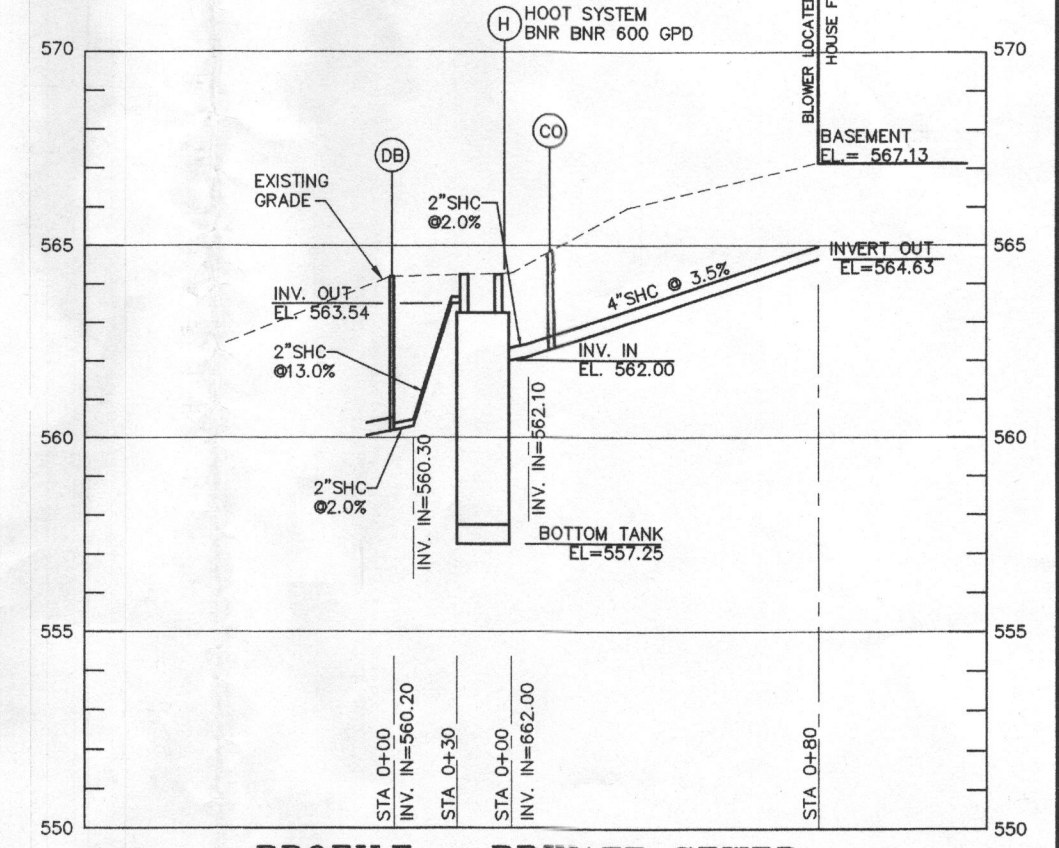 H
HOOT SYSTEM
BNR BNR 600 GPD
BLOWER LOCATE
HOUSE F
570
570
CO
DB
BASEMENT
EL.= 567.13
EXISTING
GRADE
2"SHC
@2.0%
565
565
INVERT OUT
EL=564.63
4"SHC @ 3.5%
INV. OUT
EL. 563.54
2"SHC
@13.0%
INV. IN
EL. 562.00
INV. IN=562.10
560
560
INV. IN=560.30
2"SHC
@2.0%
BOTTOM TANK
EL=557.25
555
555
STA 0+00
INV. IN=560.20
STA 0+30
STA 0+00
INV. IN=662.00
STA 0+80
550
550